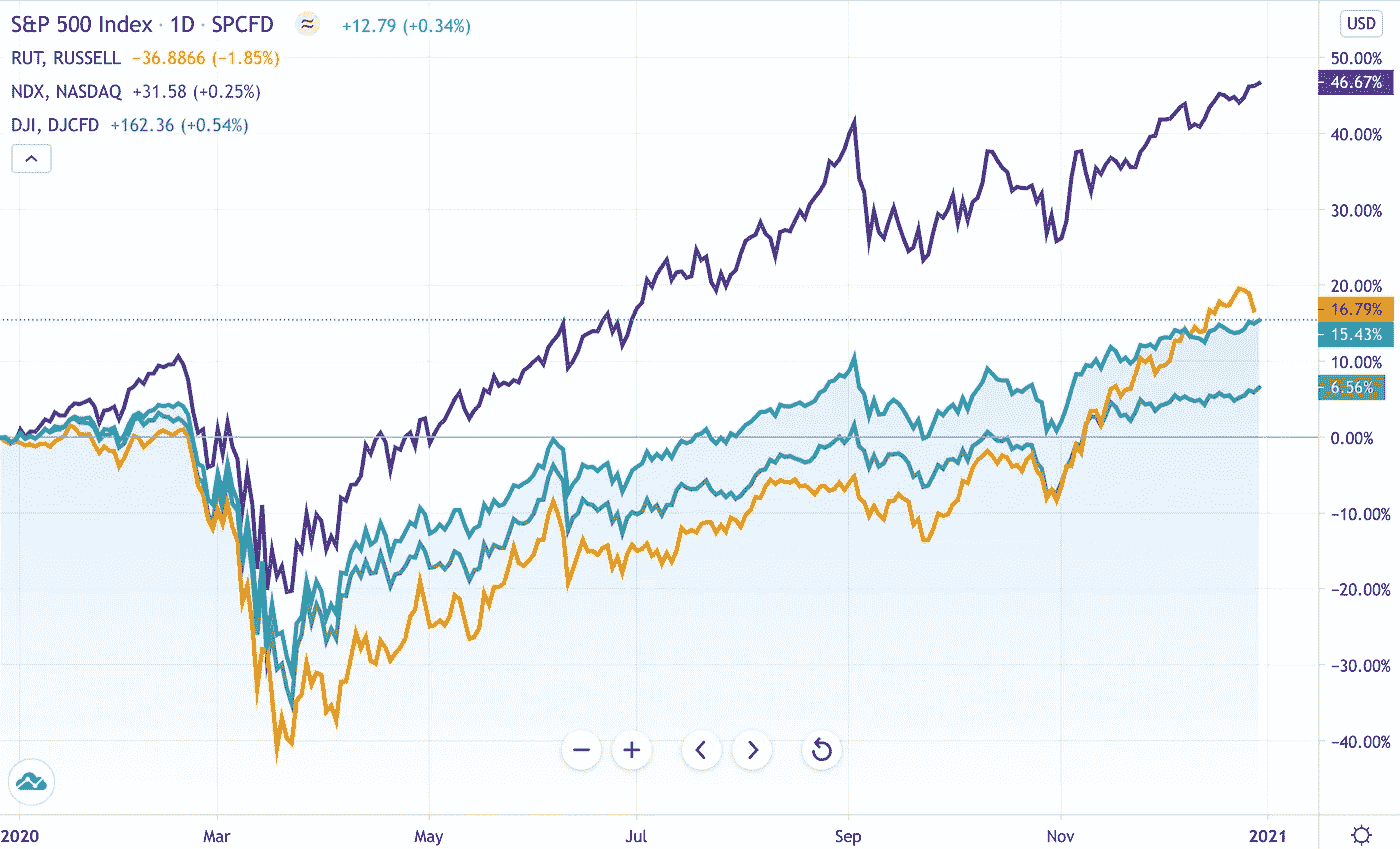 S&P 500 Index · 1D · SPCFD +12.79 (+0.34%)
USD
RUT, RUSSELL −36.8866 (−1.85%)
NDX, NASDAQ +31.58 (+0.25%)
DJI, DJCFD +162.36 (+0.54%)
50.00%
46.67%
40.00%
30.00%
20.00%
16.79%
15.43%
10.00%
6.56%
0.00%
−10.00%
−20.00%
−30.00%
−40.00%
2020 Mar May Jul Sep Nov 2021